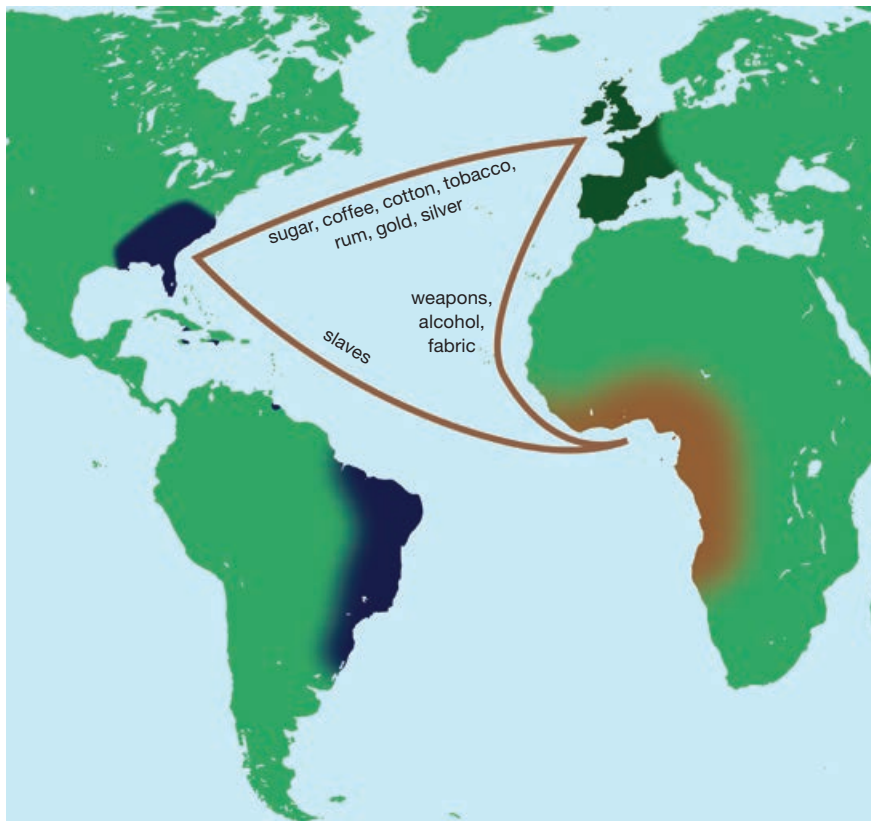 sugar, coffee, cotton, tobacco,
rum, gold, silver
weapons,
alcohol,
fabric
slaves